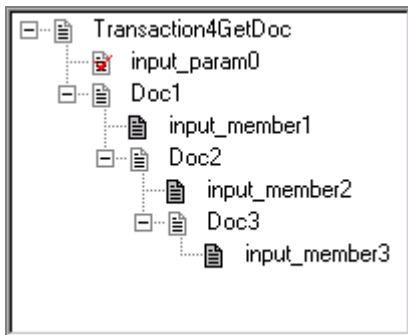 Transaction4GetDoc
input_param0
Doc1
input_member1
Doc2
input_member2
Doc3
input_member3